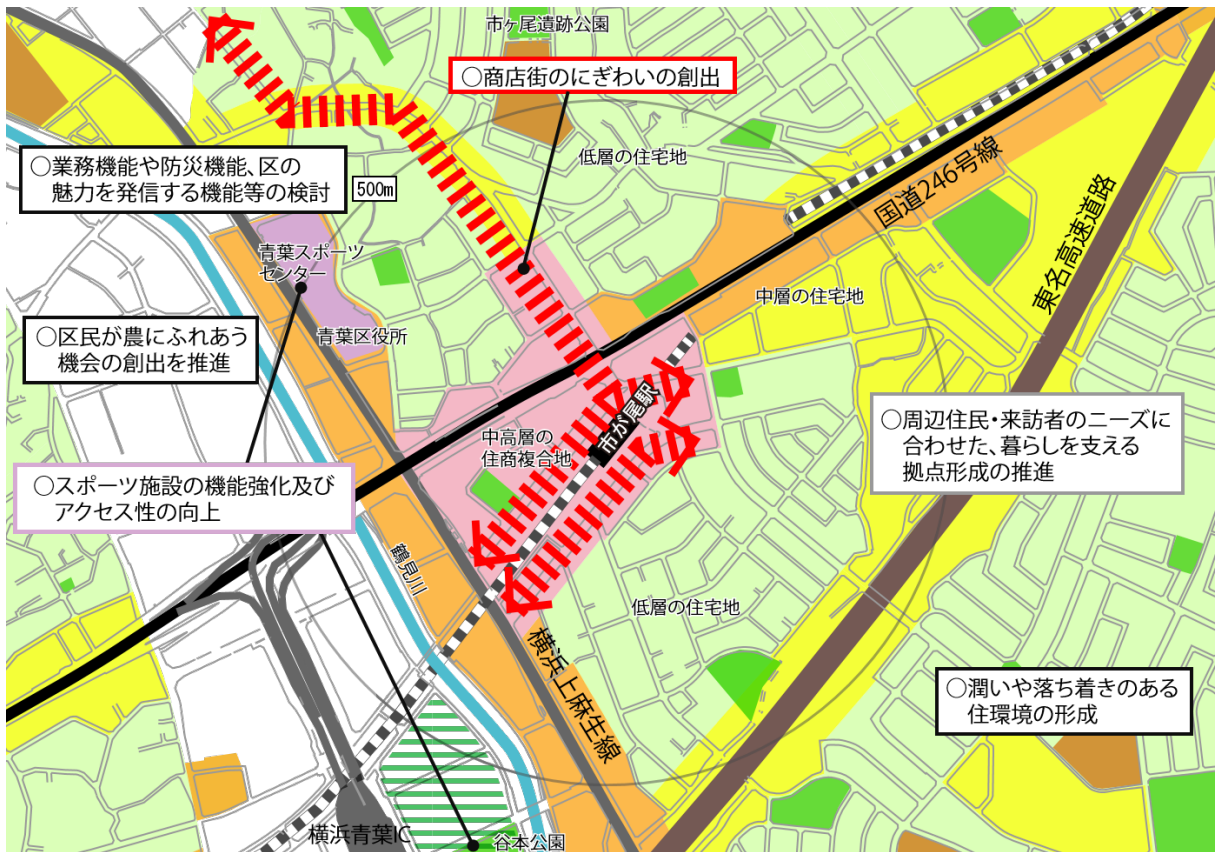 市ヶ尾遺跡公園
○商店街のにぎわいの創出
低層の住宅地
○業務機能や防災機能、区の
魅力を発信する機能等の検討
500m
国道246号線
東名高速道路
青葉スポーツ
センター
中層の住宅地
○区民が農にふれあう
機会の創出を推進
青葉区役所
市が尾駅
中高層の
住商複合地
○周辺住民・来訪者のニーズに
合わせた、暮らしを支える
拠点形成の推進
○スポーツ施設の機能強化及び
アクセス性の向上
鶴見川
低層の住宅地
横浜上麻生線
○潤いや落ち着きのある
住環境の形成
横浜青葉IC
谷本公園